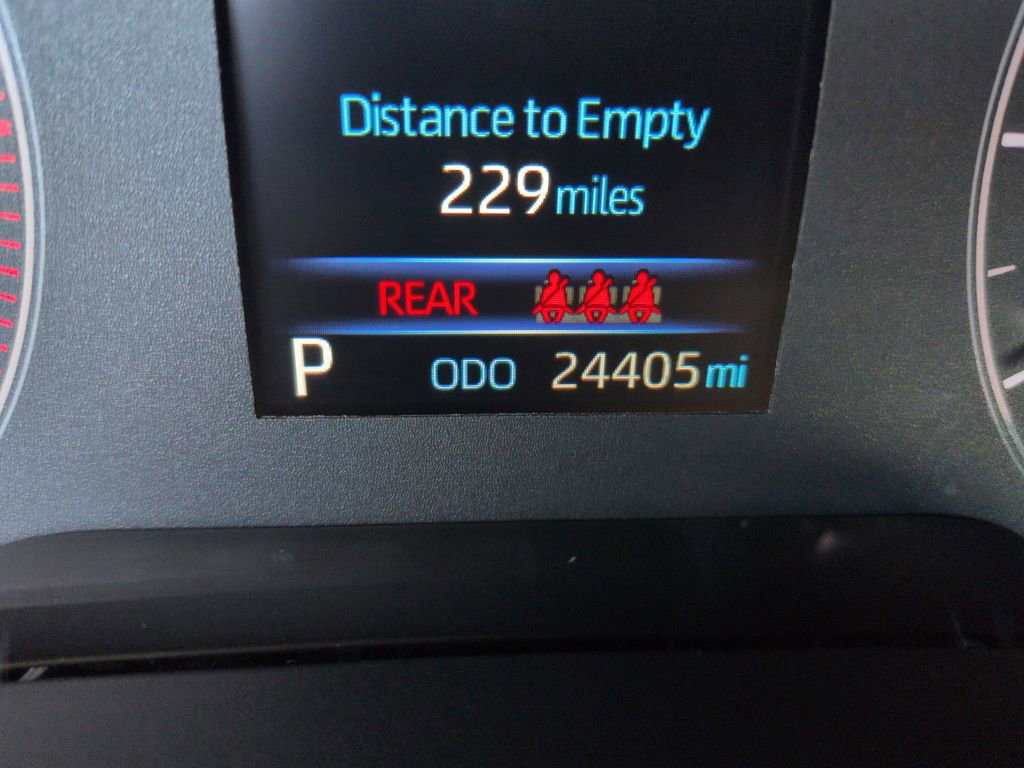 Distance to Empty
229 miles
REAR
P ODO 24405 mi